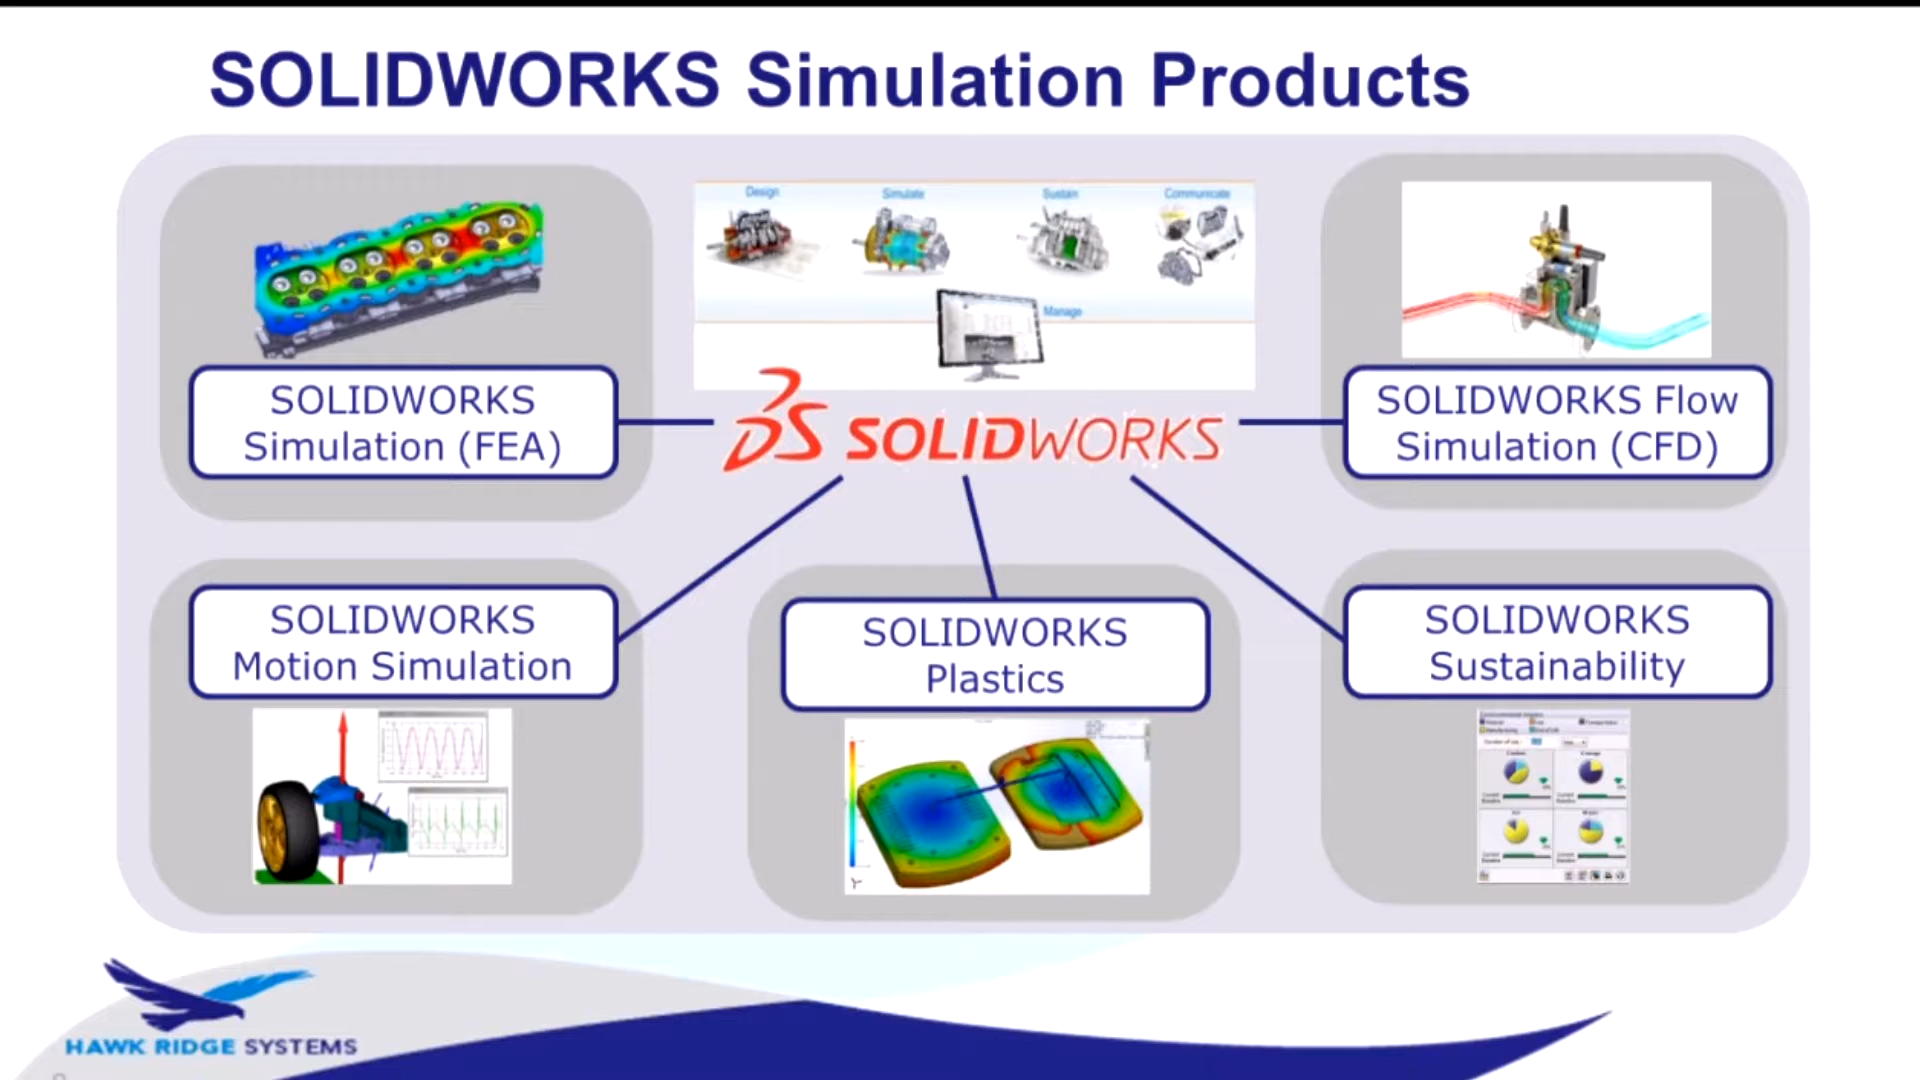 SOLIDWORKS Simulation Products
Design
Simulate
Sustain
Communicate
Manage
SOLIDWORKS
Simulation (FEA)
SOLIDWORKS
SOLIDWORKS Flow
Simulation (CFD)
SOLIDWORKS
Motion Simulation
SOLIDWORKS
Plastics
SOLIDWORKS
Sustainability
HAWK RIDGE SYSTEMS